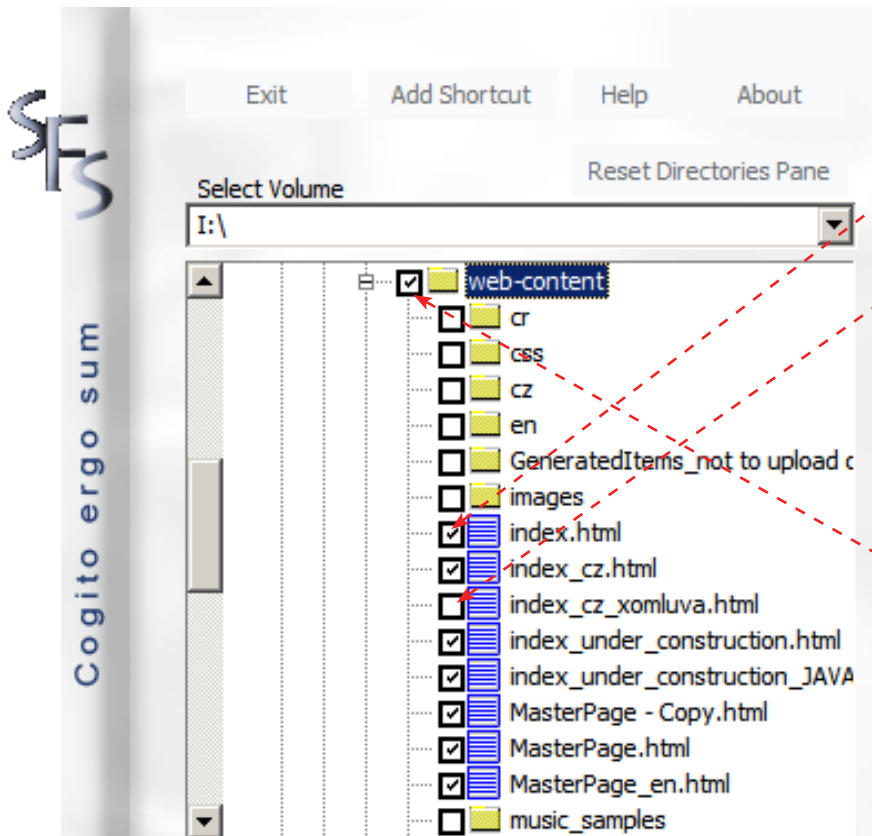 SFS
Exit Add Shortcut Help About
Reset Directories Pane
Select Volume
I:\
web-content
cr
css
cz
en
GeneratedItems_not to upload c
images
index.html
index_cz.html
index_cz_xomluva.html
index_under_construction.html
index_under_construction_JAVA
MasterPage - Copy.html
MasterPage.html
MasterPage_en.html
music_samples
Cogito ergo sum